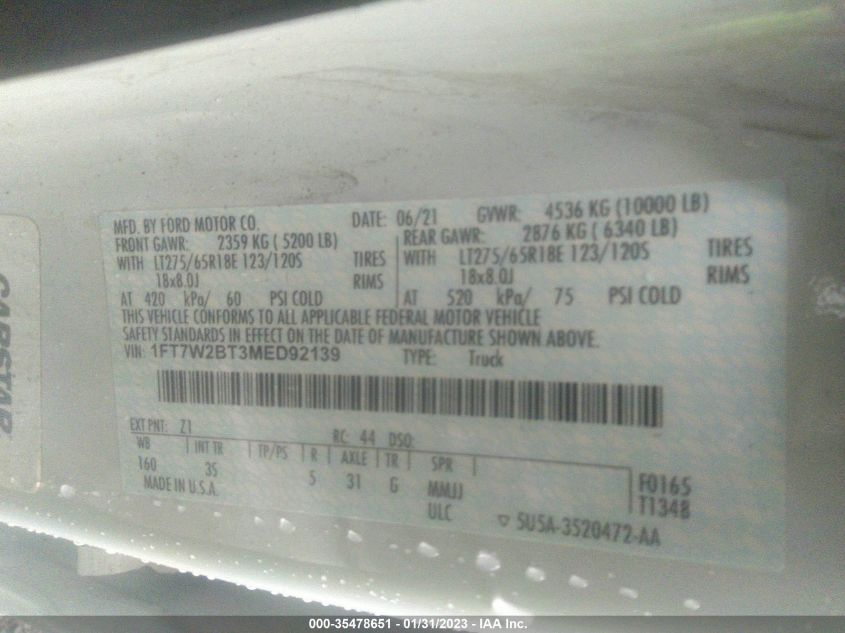 MFD. BY FORD MOTOR CO. DATE: 06/21 GVWR: 4536 KG (10000 LB)
FRONT GAWR: 2359 KG (5200 LB) REAR GAWR: 2876 KG (6340 LB)
WITH LT275/65R18E 123/120S TIRES WITH LT275/65R18E 123/120S TIRES
18x8.0J RIMS 18x8.0J RIMS
AT 420 kPa/ 60 PSI COLD AT 520 kPa/ 75 PSI COLD
THIS VEHICLE CONFORMS TO ALL APPLICABLE FEDERAL MOTOR VEHICLE
SAFETY STANDARDS IN EFFECT ON THE DATE OF MANUFACTURE SHOWN ABOVE.
VIN: 1FT7W2BT3MED92139 TYPE: Truck
EXT PNT: Z1 RC: 44 DSO:
WB INT TR TP/PS R AXLE TR SPR
160 35 5 31 G MMJJ F0165
MADE IN U.S.A. ULC T1348
▽ 5U5A-3520472-AA
CARSTAR
000-35478651 - 01/31/2023 - IAA Inc.